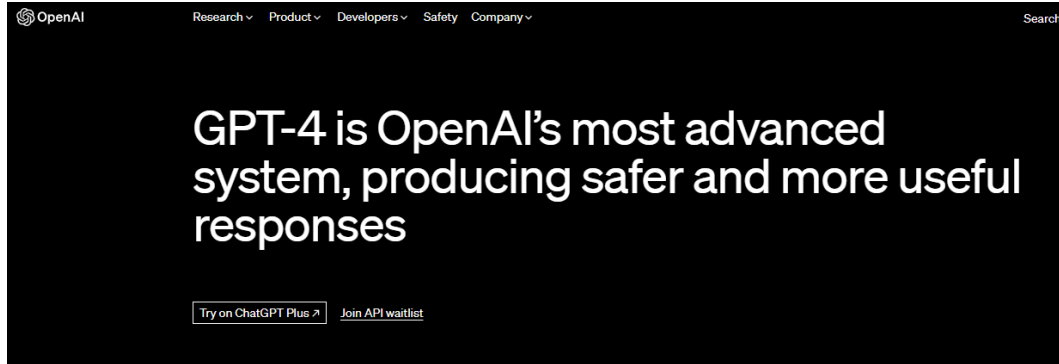 OpenAI
Research Product Developers Safety Company
Search
GPT-4 is OpenAI’s most advanced
system, producing safer and more useful
responses
Try on ChatGPT Plus ↗
Join API waitlist